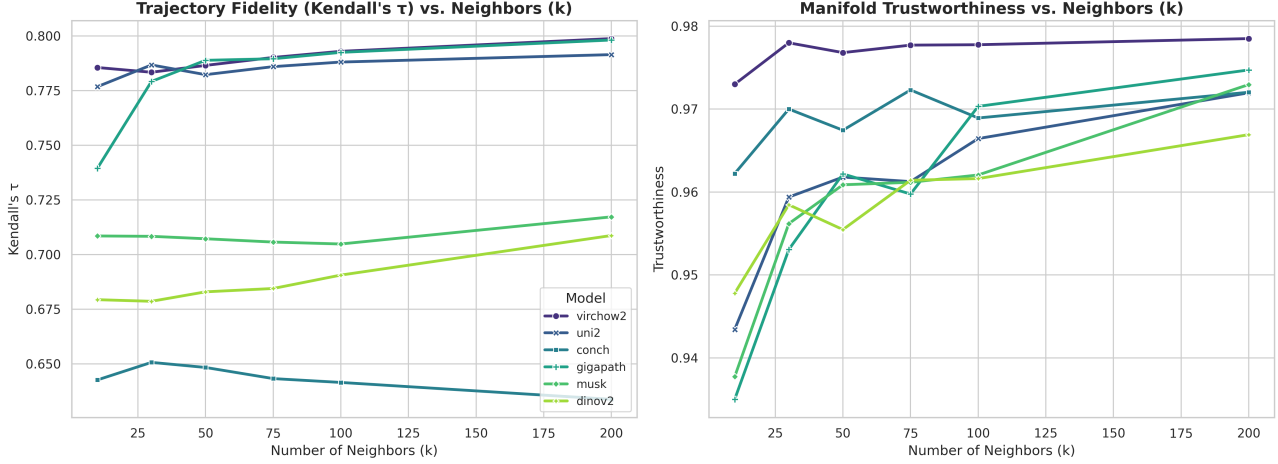 Trajectory Fidelity (Kendall's τ) vs. Neighbors (k)
Kendall's τ
0.800
0.775
0.750
0.725
0.700
0.675
0.650
25 50 75 100 125 150 175 200
Number of Neighbors (k)
Model
virchow2
uni2
conch
gigapath
musk
dinov2
Manifold Trustworthiness vs. Neighbors (k)
Trustworthiness
0.98
0.97
0.96
0.95
0.94
25 50 75 100 125 150 175 200
Number of Neighbors (k)